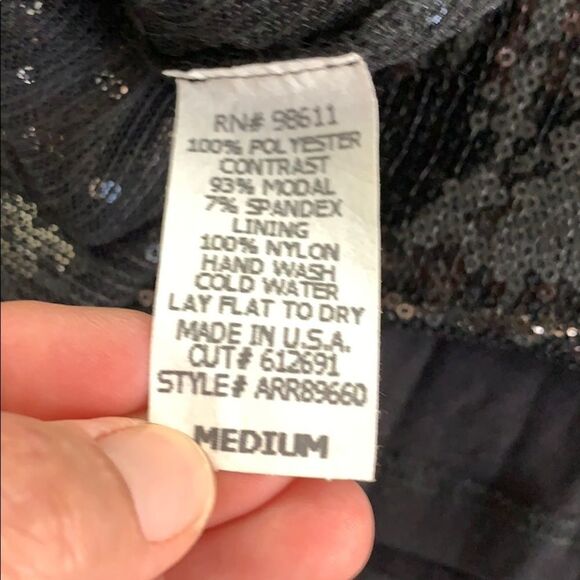 RN# 98611
100% POLYESTER
CONTRAST
93% MODAL
7% SPANDEX
LINING
100% NYLON
HAND WASH
COLD WATER
LAY FLAT TO DRY
MADE IN U.S.A.
CUT# 612691
STYLE# ARR89660
MEDIUM